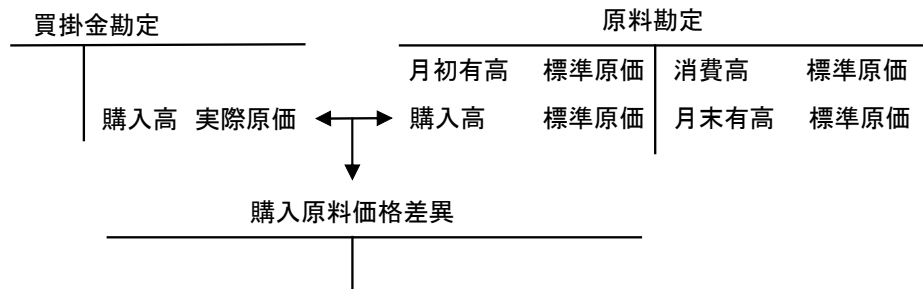 買掛金勘定
原料勘定
月初有高 標準原価 消費高 標準原価
購入高 実際原価 購入高 標準原価 月末有高 標準原価
購入原料価格差異